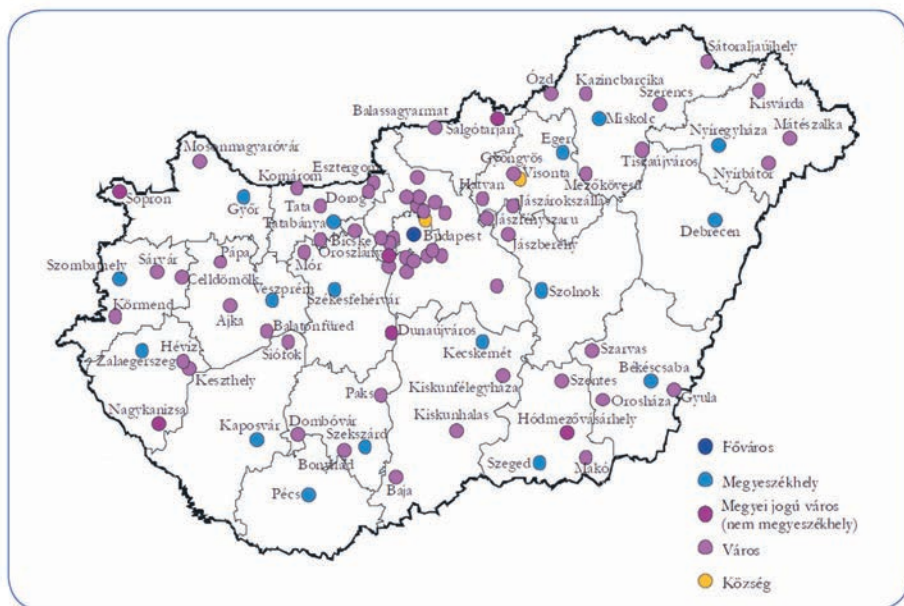 Sátoraljaújhely
Ózd
Kazincbarcika
Szerencs
Kisvárda
Balassagyarmat
Salgótarján
Miskolc
Nyíregyháza
Mátészalka
Mosonmagyaróvár
Eger
Gyöngyös
Tiszaújváros
Nyírbátor
Esztergom
Komárom
Visonta
Hatvan
Mezőkövesd
Sopron
Dorog
Győr
Tata
Jászárokszállás
Tatabánya
Jászfényszaru
Debrecen
Bicske
Budapest
Oroszlány
Jászberény
Pápa
Mór
Sárvár
Szombathely
Celldömölk
Veszprém
Székesfehérvár
Szolnok
Körmend
Ajka
Balatonfüred
Dunaújváros
Siófok
Kecskemét
Szarvas
Hévíz
Zalaegerszeg
Keszthely
Békéscsaba
Kiskunfélegyháza
Szentes
Paks
Orosháza
Gyula
Nagykanizsa
Kiskunhalas
Hódmezővásárhely
Kaposvár
Dombóvár
Szekszárd
Bonyhád
Szeged
Makó
Baja
Pécs
Főváros
Megyeszékhely
Megyei jogú város
(nem megyeszékhely)
Város
Község